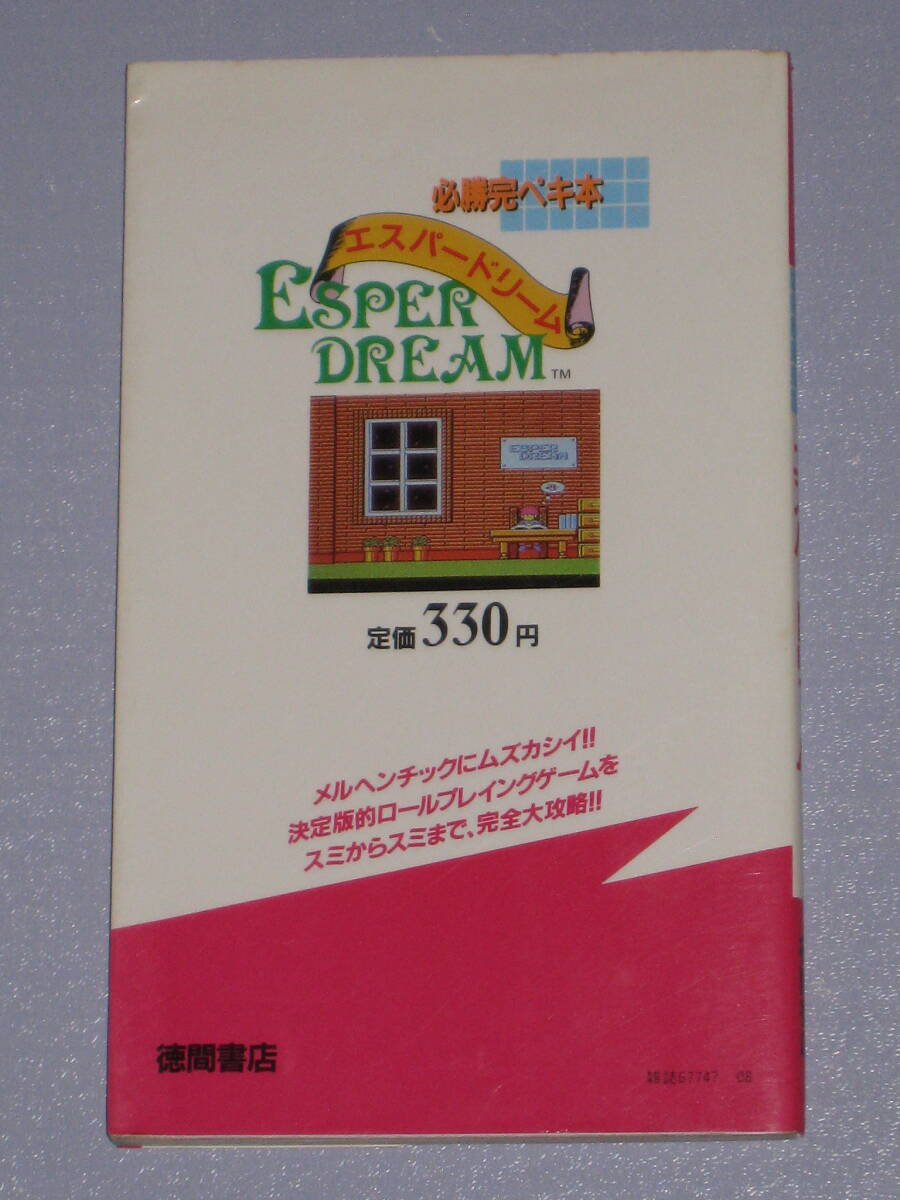 必勝完ペキ本
エスパードリーム
ESPER
DREAM TM
ESPER
DREAM
定価330円
メルヘンチックにムズカシイ!!
決定版的ロールプレイングゲームを
スミからスミまで、完全大攻略!!
徳間書店
雑誌67747 08